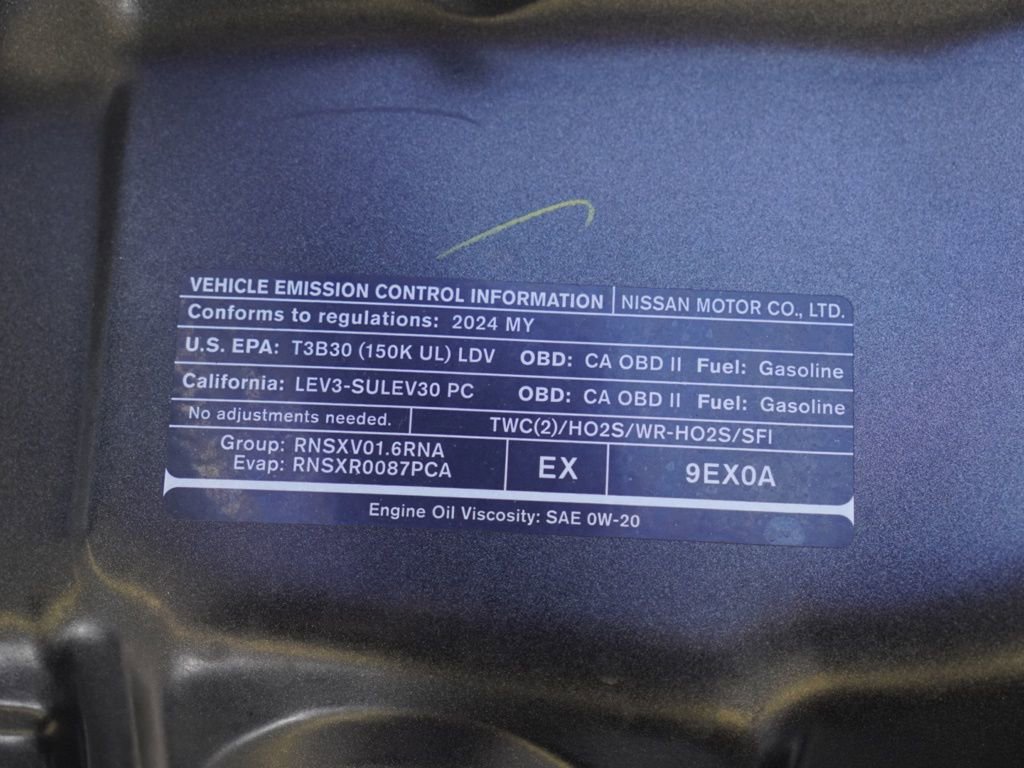 VEHICLE EMISSION CONTROL INFORMATION NISSAN MOTOR CO., LTD.
Conforms to regulations: 2024 MY
U.S. EPA: T3B30 (150K UL) LDV OBD: CA OBD II Fuel: Gasoline
California: LEV3-SULEV30 PC OBD: CA OBD II Fuel: Gasoline
No adjustments needed. TWC(2)/HO2S/WR-HO2S/SFI
Group: RNSXV01.6RNA
Evap: RNSXR0087PCA
EX 9EX0A
Engine Oil Viscosity: SAE 0W-20